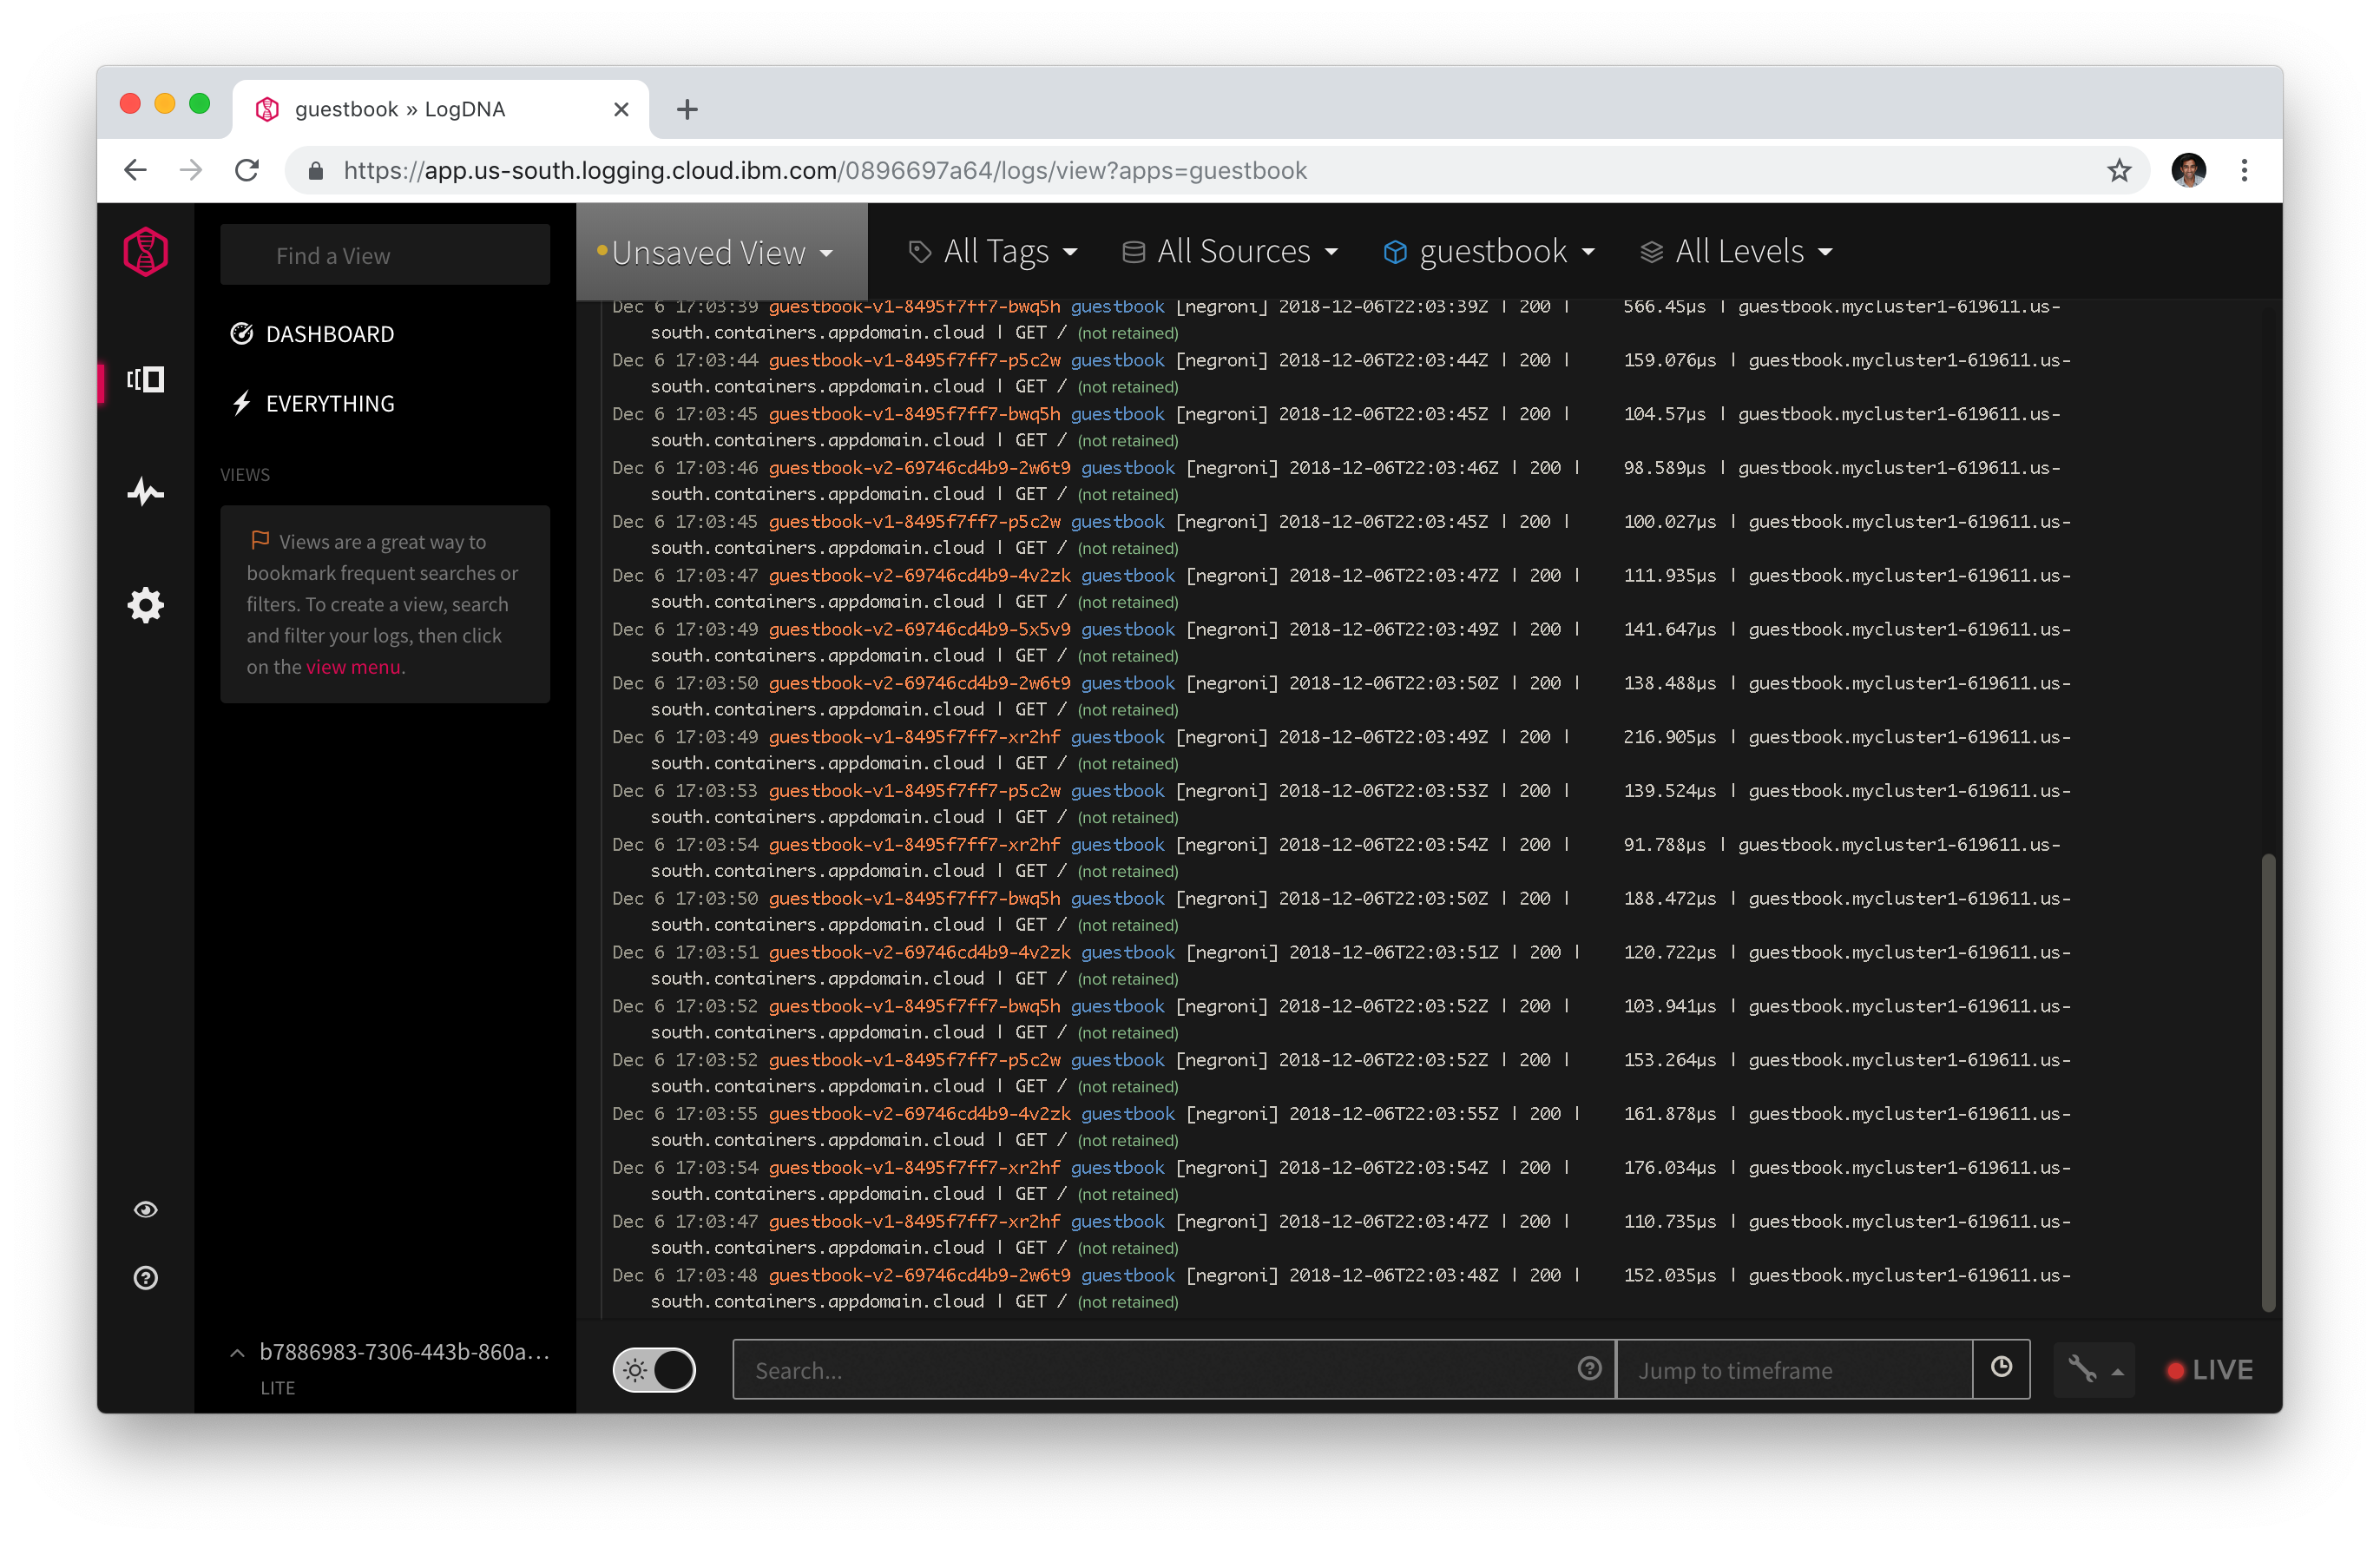 guestbook » LogDNA
https://app.us-south.logging.cloud.ibm.com/0896697a64/logs/view?apps=guestbook
Find a View
DASHBOARD
EVERYTHING
VIEWS
Views are a great way to
bookmark frequent searches or
filters. To create a view, search
and filter your logs, then click
on the view menu.
b7886983-7306-443b-860a...
LITE
Unsaved View
All Tags
All Sources
guestbook
All Levels
Dec 6 17:03:39 guestbook-v1-8495f7ff7-bwq5h guestbook [negroni] 2018-12-06T22:03:39Z | 200 | 566.45µs | guestbook.mycluster1-619611.us-
south.containers.appdomain.cloud | GET / (not retained)
Dec 6 17:03:44 guestbook-v1-8495f7ff7-p5c2w guestbook [negroni] 2018-12-06T22:03:44Z | 200 | 159.076µs | guestbook.mycluster1-619611.us-
south.containers.appdomain.cloud | GET / (not retained)
Dec 6 17:03:45 guestbook-v1-8495f7ff7-bwq5h guestbook [negroni] 2018-12-06T22:03:45Z | 200 | 104.57µs | guestbook.mycluster1-619611.us-
south.containers.appdomain.cloud | GET / (not retained)
Dec 6 17:03:46 guestbook-v2-69746cd4b9-2w6t9 guestbook [negroni] 2018-12-06T22:03:46Z | 200 | 98.589µs | guestbook.mycluster1-619611.us-
south.containers.appdomain.cloud | GET / (not retained)
Dec 6 17:03:45 guestbook-v1-8495f7ff7-p5c2w guestbook [negroni] 2018-12-06T22:03:45Z | 200 | 100.027µs | guestbook.mycluster1-619611.us-
south.containers.appdomain.cloud | GET / (not retained)
Dec 6 17:03:47 guestbook-v2-69746cd4b9-4v2zk guestbook [negroni] 2018-12-06T22:03:47Z | 200 | 111.935µs | guestbook.mycluster1-619611.us-
south.containers.appdomain.cloud | GET / (not retained)
Dec 6 17:03:49 guestbook-v2-69746cd4b9-5x5v9 guestbook [negroni] 2018-12-06T22:03:49Z | 200 | 141.647µs | guestbook.mycluster1-619611.us-
south.containers.appdomain.cloud | GET / (not retained)
Dec 6 17:03:50 guestbook-v2-69746cd4b9-2w6t9 guestbook [negroni] 2018-12-06T22:03:50Z | 200 | 138.488µs | guestbook.mycluster1-619611.us-
south.containers.appdomain.cloud | GET / (not retained)
Dec 6 17:03:49 guestbook-v1-8495f7ff7-xr2hf guestbook [negroni] 2018-12-06T22:03:49Z | 200 | 216.905µs | guestbook.mycluster1-619611.us-
south.containers.appdomain.cloud | GET / (not retained)
Dec 6 17:03:53 guestbook-v1-8495f7ff7-p5c2w guestbook [negroni] 2018-12-06T22:03:53Z | 200 | 139.524µs | guestbook.mycluster1-619611.us-
south.containers.appdomain.cloud | GET / (not retained)
Dec 6 17:03:54 guestbook-v1-8495f7ff7-xr2hf guestbook [negroni] 2018-12-06T22:03:54Z | 200 | 91.788µs | guestbook.mycluster1-619611.us-
south.containers.appdomain.cloud | GET / (not retained)
Dec 6 17:03:50 guestbook-v1-8495f7ff7-bwq5h guestbook [negroni] 2018-12-06T22:03:50Z | 200 | 188.472µs | guestbook.mycluster1-619611.us-
south.containers.appdomain.cloud | GET / (not retained)
Dec 6 17:03:51 guestbook-v2-69746cd4b9-4v2zk guestbook [negroni] 2018-12-06T22:03:51Z | 200 | 120.722µs | guestbook.mycluster1-619611.us-
south.containers.appdomain.cloud | GET / (not retained)
Dec 6 17:03:52 guestbook-v1-8495f7ff7-bwq5h guestbook [negroni] 2018-12-06T22:03:52Z | 200 | 103.941µs | guestbook.mycluster1-619611.us-
south.containers.appdomain.cloud | GET / (not retained)
Dec 6 17:03:52 guestbook-v1-8495f7ff7-p5c2w guestbook [negroni] 2018-12-06T22:03:52Z | 200 | 153.264µs | guestbook.mycluster1-619611.us-
south.containers.appdomain.cloud | GET / (not retained)
Dec 6 17:03:55 guestbook-v2-69746cd4b9-4v2zk guestbook [negroni] 2018-12-06T22:03:55Z | 200 | 161.878µs | guestbook.mycluster1-619611.us-
south.containers.appdomain.cloud | GET / (not retained)
Dec 6 17:03:54 guestbook-v1-8495f7ff7-xr2hf guestbook [negroni] 2018-12-06T22:03:54Z | 200 | 176.034µs | guestbook.mycluster1-619611.us-
south.containers.appdomain.cloud | GET / (not retained)
Dec 6 17:03:47 guestbook-v1-8495f7ff7-xr2hf guestbook [negroni] 2018-12-06T22:03:47Z | 200 | 110.735µs | guestbook.mycluster1-619611.us-
south.containers.appdomain.cloud | GET / (not retained)
Dec 6 17:03:48 guestbook-v2-69746cd4b9-2w6t9 guestbook [negroni] 2018-12-06T22:03:48Z | 200 | 152.035µs | guestbook.mycluster1-619611.us-
south.containers.appdomain.cloud | GET / (not retained)
Search...
Jump to timeframe
LIVE